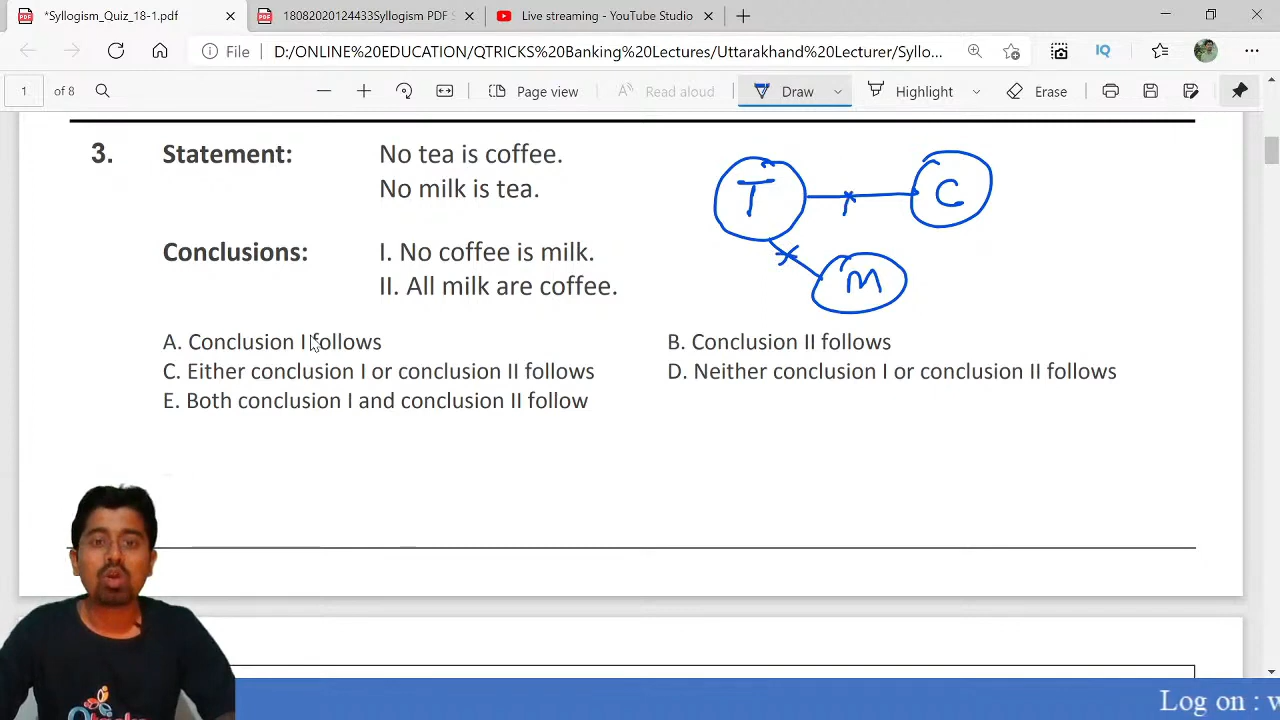 *Syllogism_Quiz_18-1.pdf
18082020124433Syllogism PDF S
Live streaming - YouTube Studio
File
D:/ONLINE%20EDUCATION/QTRICKS%20Banking%20Lectures/Uttarakhand%20Lecturer/Syllo...
IQ
1 of 8
Page view
Read aloud
Draw
Highlight
Erase
3. Statement: No tea is coffee.
No milk is tea.
T C
M
Conclusions: I. No coffee is milk.
II. All milk are coffee.
A. Conclusion I follows B. Conclusion II follows
C. Either conclusion I or conclusion II follows D. Neither conclusion I or conclusion II follows
E. Both conclusion I and conclusion II follow
Qtricks
Log on : w